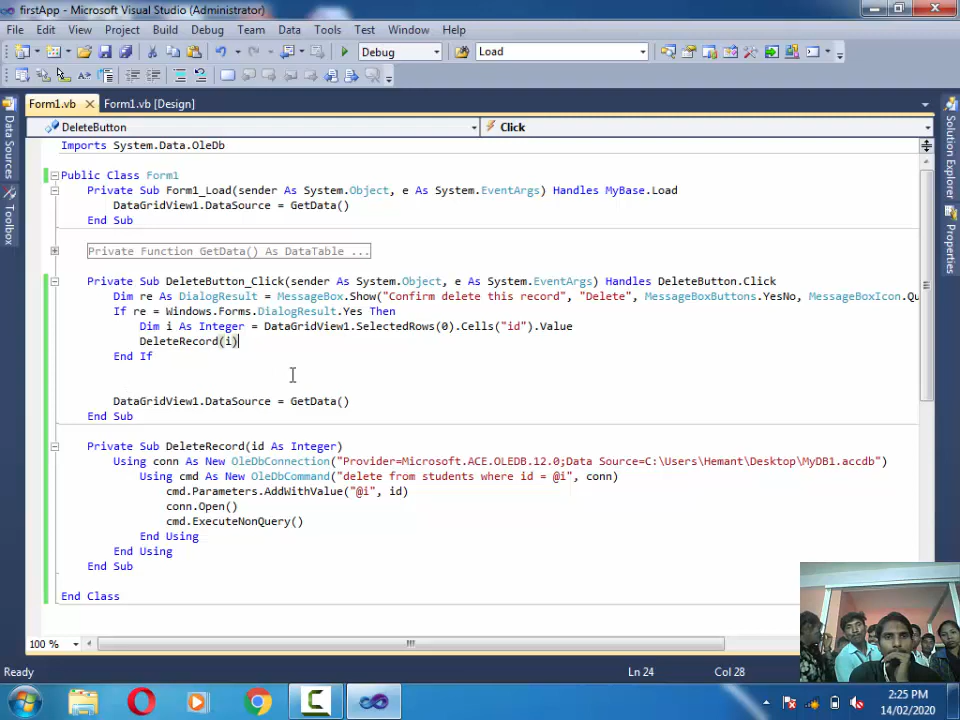 firstApp - Microsoft Visual Studio (Administrator)
File Edit View Project Build Debug Team Data Tools Test Window Help
Debug Load
Form1.vb Form1.vb [Design]
DeleteButton Click
Imports System.Data.OleDb
Public Class Form1
Private Sub Form1_Load(sender As System.Object, e As System.EventArgs) Handles MyBase.Load
DataGridView1.DataSource = GetData()
End Sub
Private Function GetData() As DataTable ...
Private Sub DeleteButton_Click(sender As System.Object, e As System.EventArgs) Handles DeleteButton.Click
Dim re As DialogResult = MessageBox.Show("Confirm delete this record", "Delete", MessageBoxButtons.YesNo, MessageBoxIcon.Qu
If re = Windows.Forms.DialogResult.Yes Then
Dim i As Integer = DataGridView1.SelectedRows(0).Cells("id").Value
DeleteRecord(i)
End If
DataGridView1.DataSource = GetData()
End Sub
Private Sub DeleteRecord(id As Integer)
Using conn As New OleDbConnection("Provider=Microsoft.ACE.OLEDB.12.0;Data Source=C:\Users\Hemant\Desktop\MyDB1.accdb")
Using cmd As New OleDbCommand("delete from students where id = @i", conn)
cmd.Parameters.AddWithValue("@i", id)
conn.Open()
cmd.ExecuteNonQuery()
End Using
End Using
End Sub
End Class
Data Sources
Toolbox
Solution Explorer
Properties
100 %
Ready Ln 24 Col 28
2:25 PM
14/02/2020